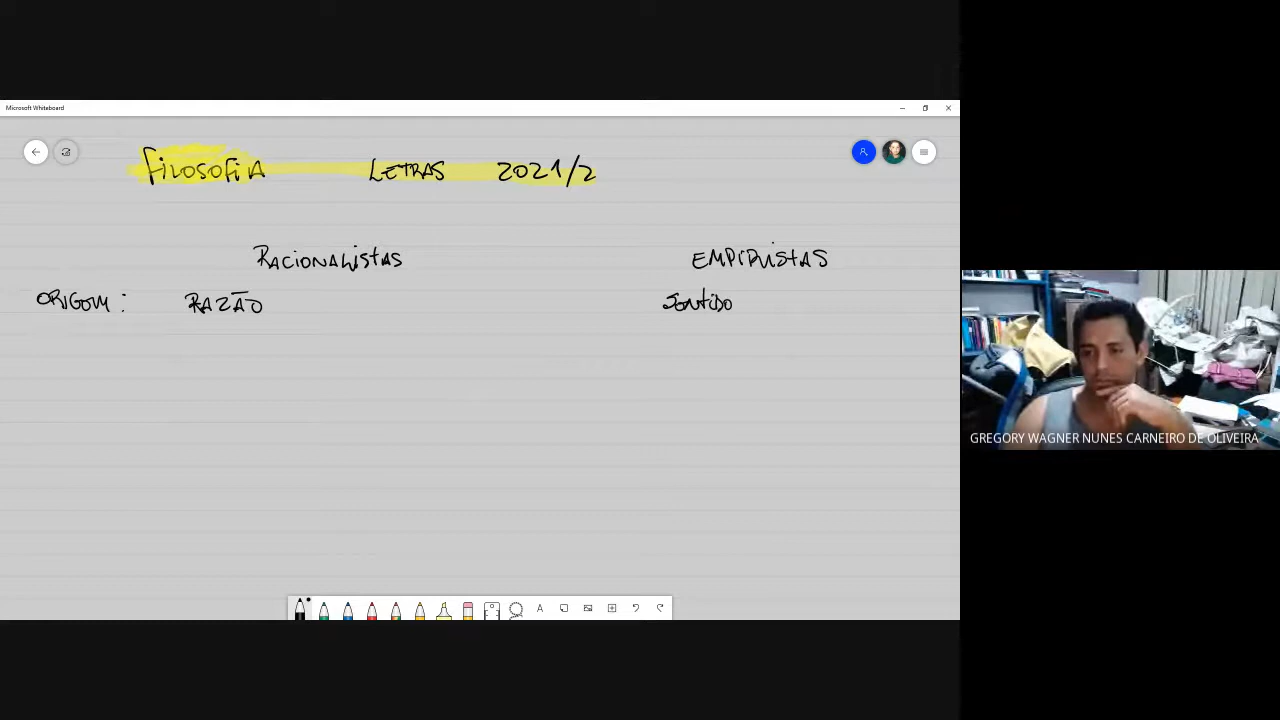 Microsoft Whiteboard
FILOSOFIA LETRAS 2021/2
RACIONALISTAS EMPIRISTAS
ORIGEM: RAZÃO SENTIDO
GREGORY WAGNER NUNES CARNEIRO DE OLIVEIRA